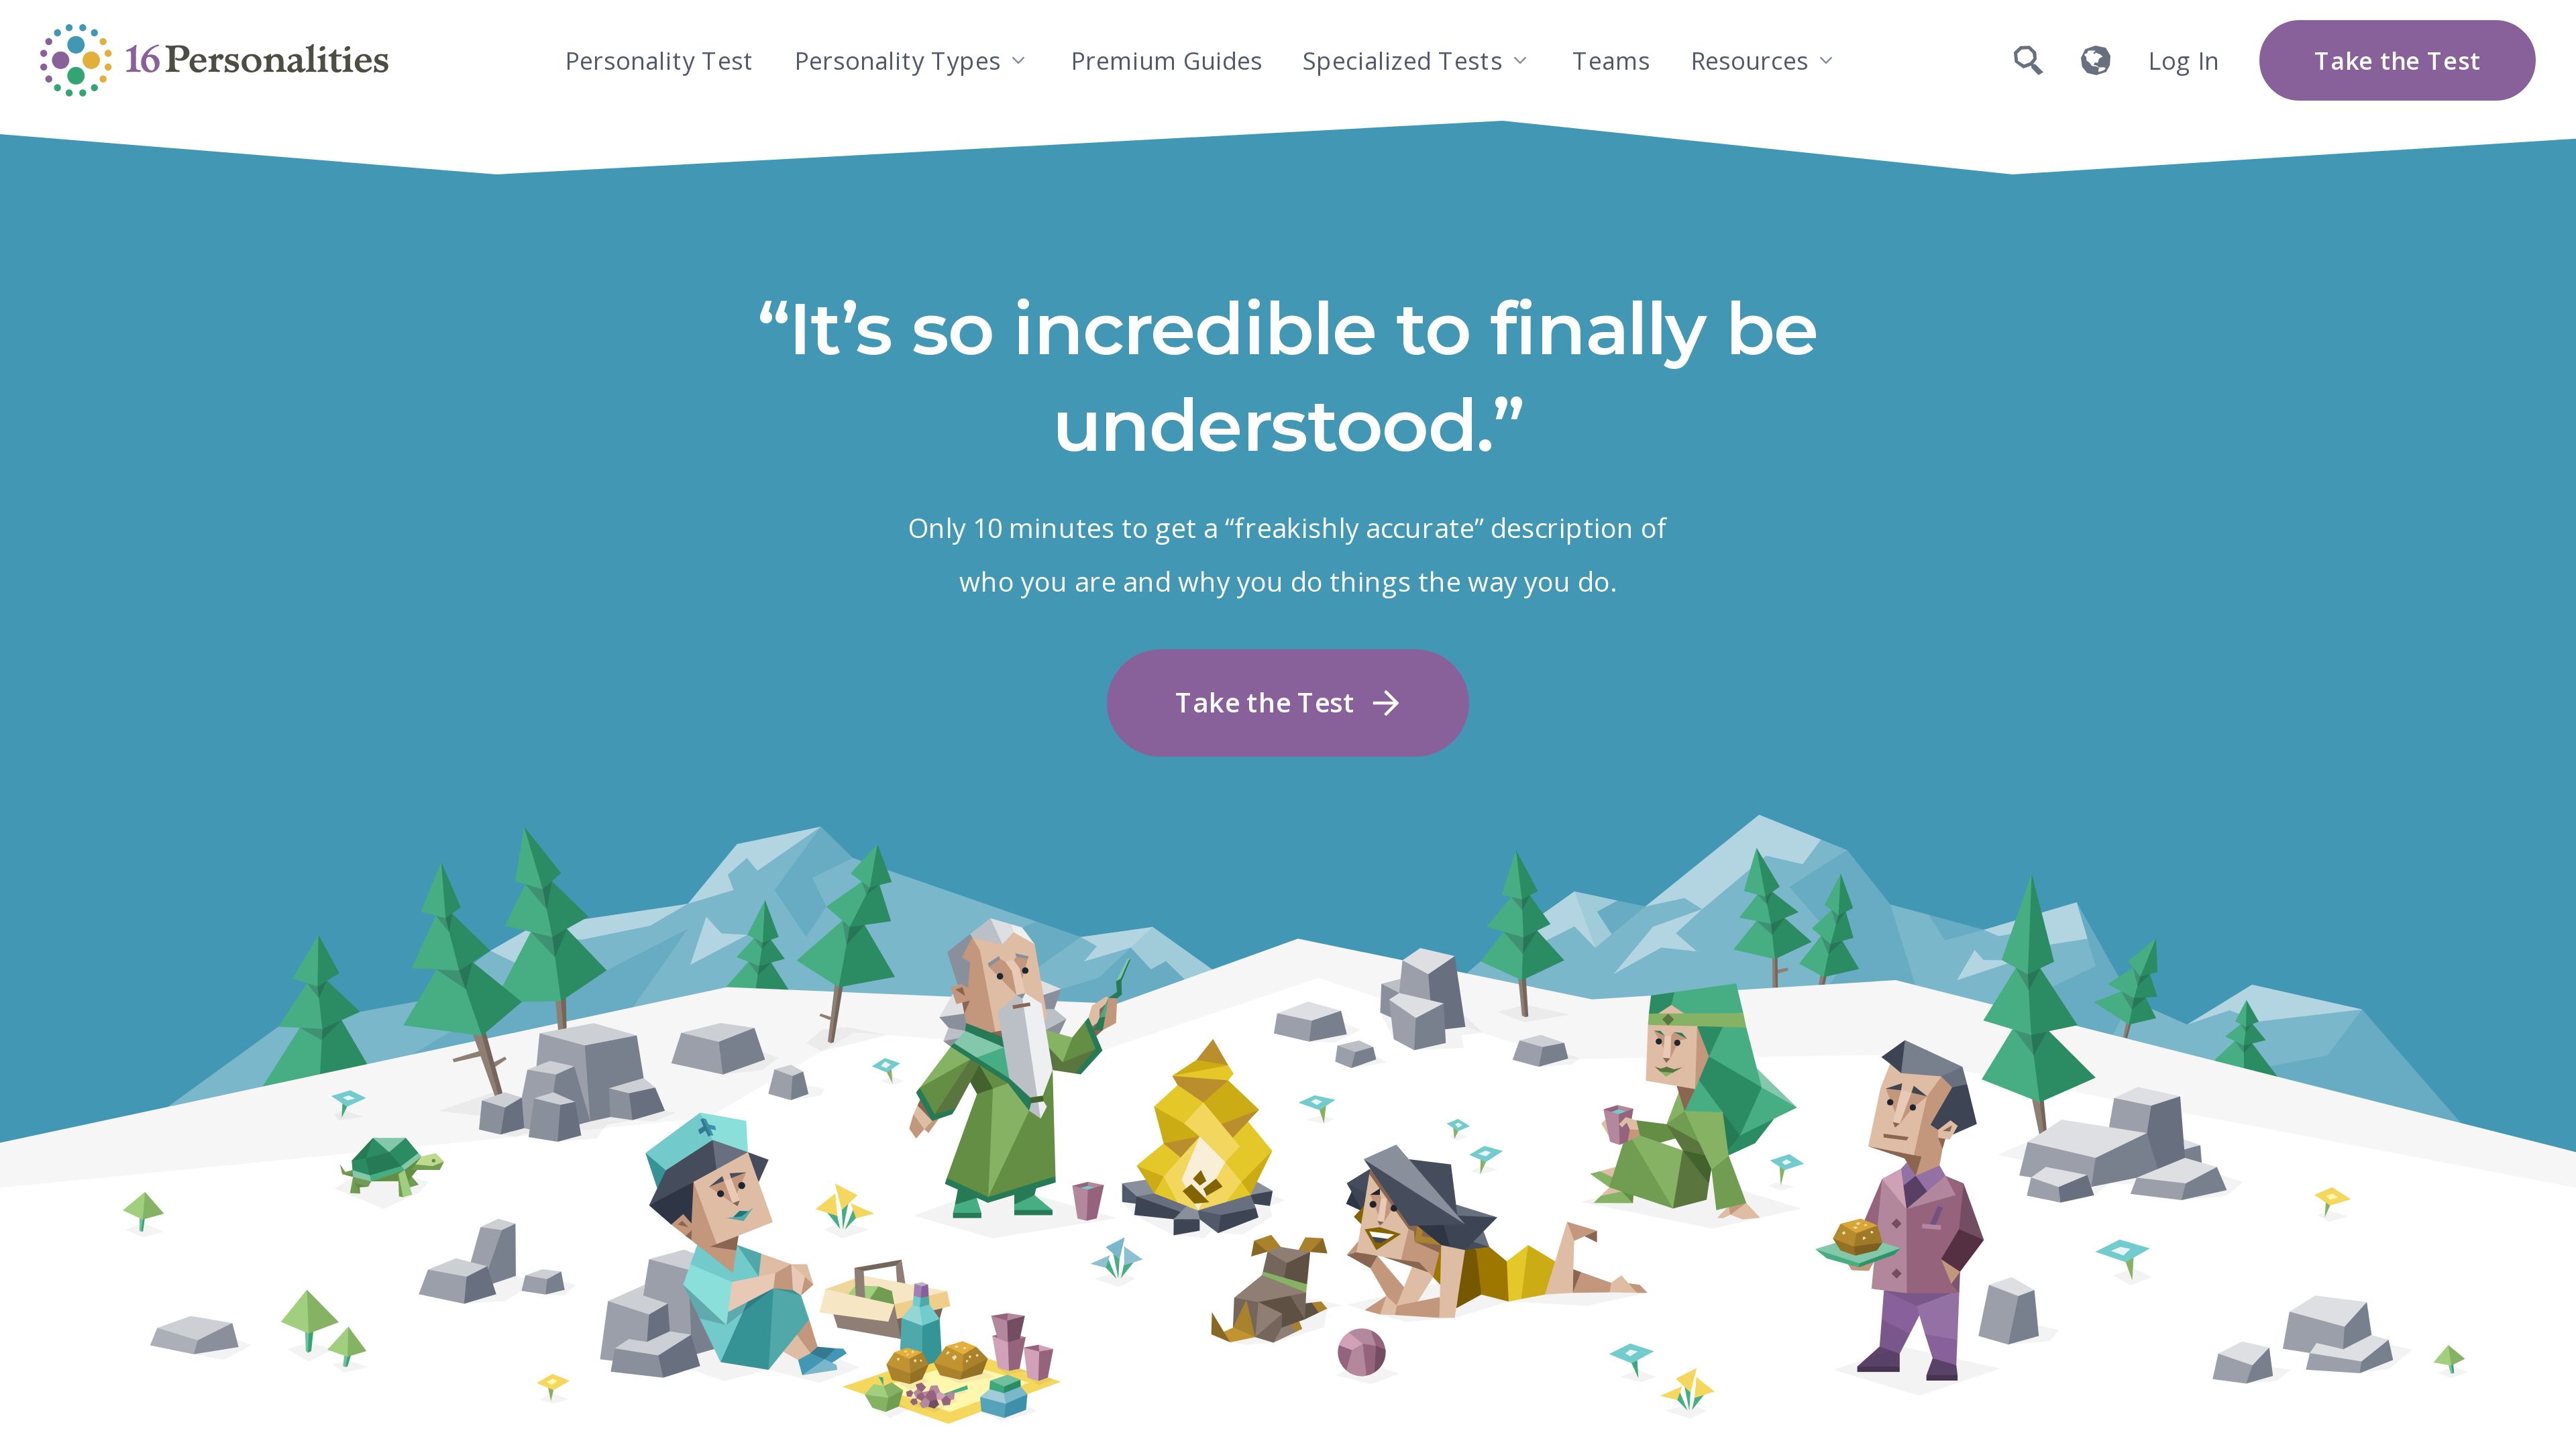 16Personalities
Personality Test
Personality Types
Premium Guides
Specialized Tests
Teams
Resources
Log In
Take the Test
“It’s so incredible to finally be
understood.”
Only 10 minutes to get a “freakishly accurate” description of
who you are and why you do things the way you do.
Take the Test